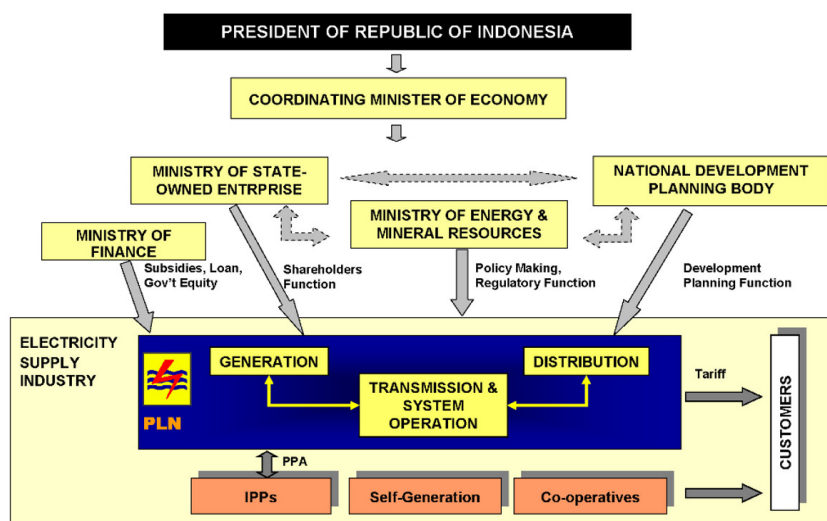 PRESIDENT OF REPUBLIC OF INDONESIA
COORDINATING MINISTER OF ECONOMY
MINISTRY OF STATE-
OWNED ENTRPRISE
NATIONAL DEVELOPMENT
PLANNING BODY
MINISTRY OF ENERGY &
MINERAL RESOURCES
MINISTRY OF
FINANCE
Subsidies, Loan,
Gov't Equity
Shareholders
Function
Policy Making,
Regulatory Function
Development
Planning Function
ELECTRICITY
SUPPLY
INDUSTRY
PLN
GENERATION
DISTRIBUTION
TRANSMISSION &
SYSTEM
OPERATION
Tariff
CUSTOMERS
PPA
IPPs
Self-Generation
Co-operatives